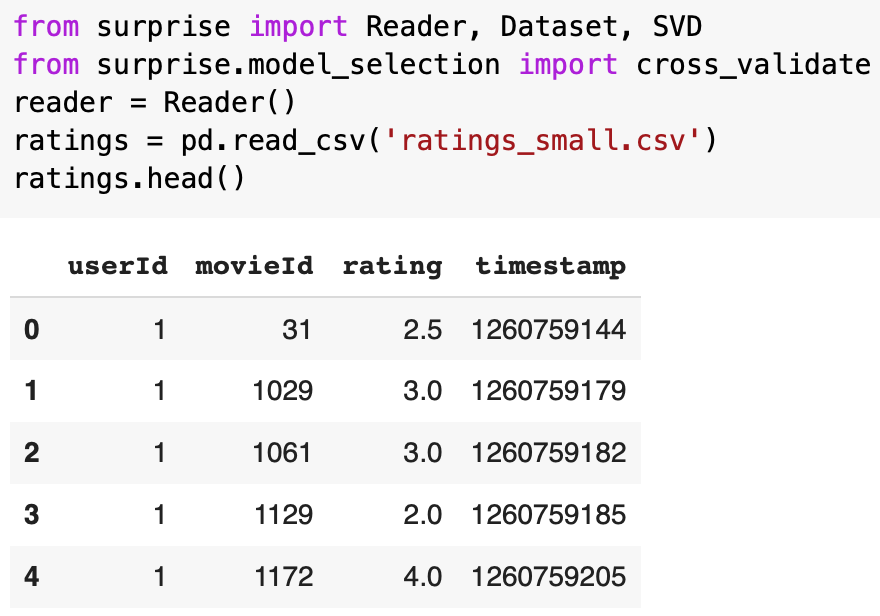 from surprise import Reader, Dataset, SVD
from surprise.model_selection import cross_validate
reader = Reader()
ratings = pd.read_csv('ratings_small.csv')
ratings.head()
userId movieId rating timestamp
0 1 31 2.5 1260759144
1 1 1029 3.0 1260759179
2 1 1061 3.0 1260759182
3 1 1129 2.0 1260759185
4 1 1172 4.0 1260759205